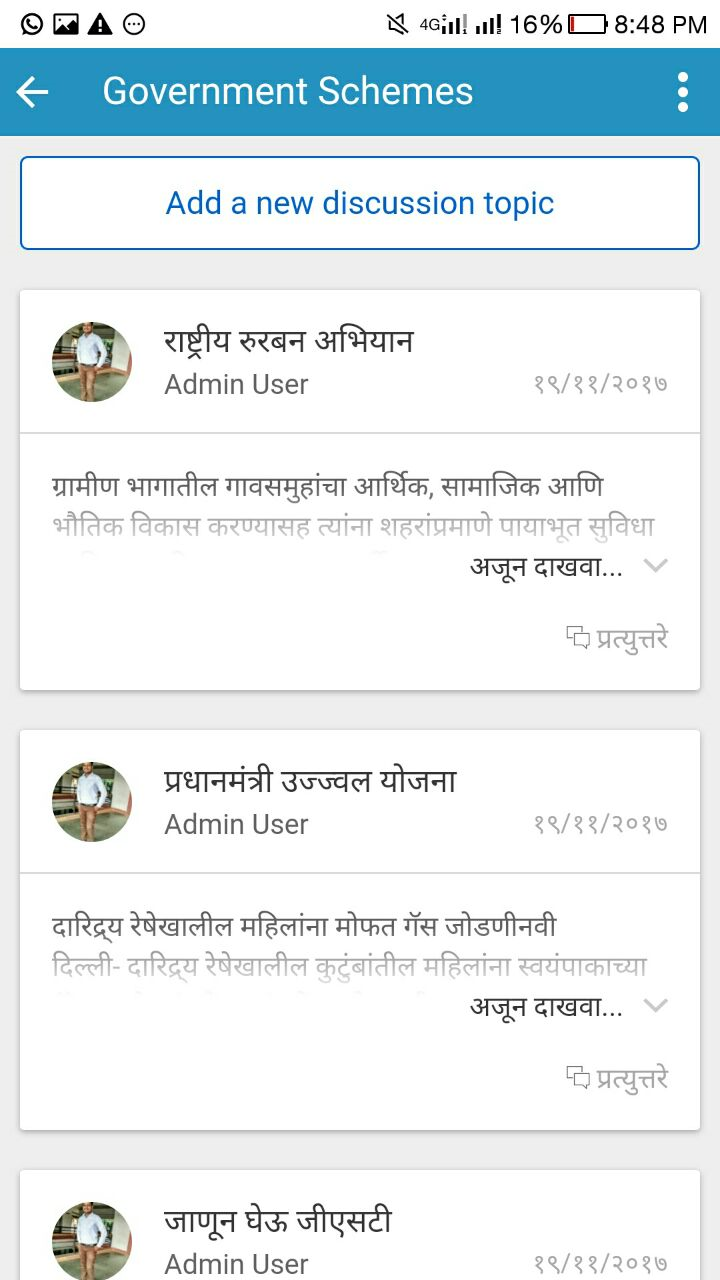 4G 16% 8:48 PM
Government Schemes
Add a new discussion topic
राष्ट्रीय रुरबन अभियान
Admin User १९/११/२०१७
ग्रामीण भागातील गावसमुहांचा आर्थिक, सामाजिक आणि
भौतिक विकास करण्यासह त्यांना शहरांप्रमाणे पायाभूत सुविधा
अजून दाखवा...
प्रत्युत्तरे
प्रधानमंत्री उज्ज्वल योजना
Admin User १९/११/२०१७
दारिद्र्य रेषेखालील महिलांना मोफत गॅस जोडणीनवी
दिल्ली- दारिद्र्य रेषेखालील कुटुंबांतील महिलांना स्वयंपाकाच्या
अजून दाखवा...
प्रत्युत्तरे
जाणून घेऊ जीएसटी
Admin User १९/११/२०१७